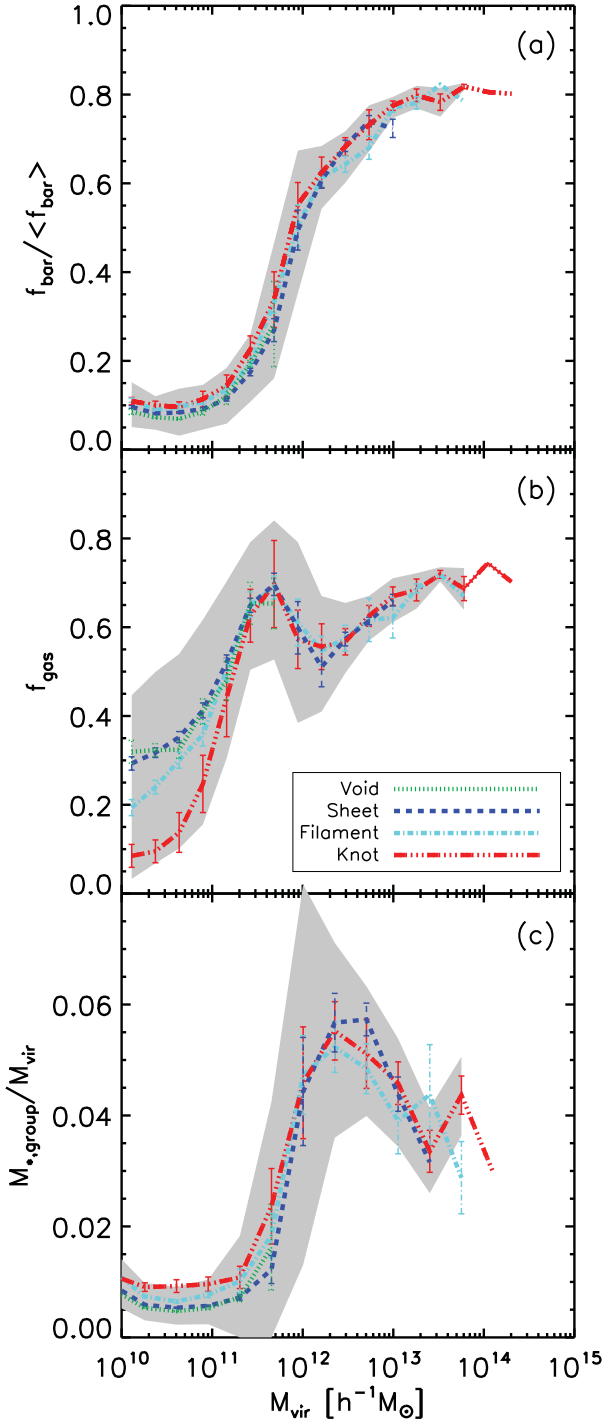 (a)
1.0
0.8
0.6
0.4
0.2
0.0
f_bar/<f_bar>
(b)
0.8
0.6
0.4
0.2
0.0
f_gas
Void
Sheet
Filament
Knot
(c)
0.06
0.04
0.02
0.00
M_•,group/M_vir
10^10 10^11 10^12 10^13 10^14 10^15
M_vir [h^-1M_⊙]